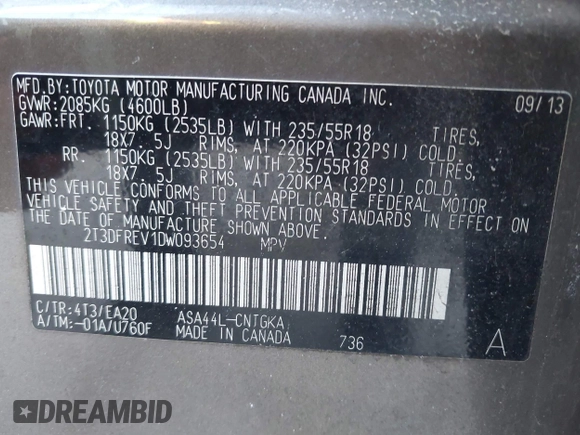 MFD.BY:TOYOTA MOTOR MANUFACTURING CANADA INC.
GVWR:2085KG (4600LB) 09/13
GAWR:FRT. 1150KG (2535LB) WITH 235/55R18 TIRES,
18X7.5J RIMS, AT 220KPA (32PSI) COLD.
RR. 1150KG (2535LB) WITH 235/55R18 TIRES,
18X7.5J RIMS, AT 220KPA (32PSI) COLD.
THIS VEHICLE CONFORMS TO ALL APPLICABLE FEDERAL MOTOR
VEHICLE SAFETY AND THEFT PREVENTION STANDARDS IN EFFECT ON
THE DATE OF MANUFACTURE SHOWN ABOVE.
2T3DFREV1DW093654 MPV
C/TR:4T3/EA20 ASA44L-CNTGKA
A/TM:-01A/U760F MADE IN CANADA 736 A
DREAMBID